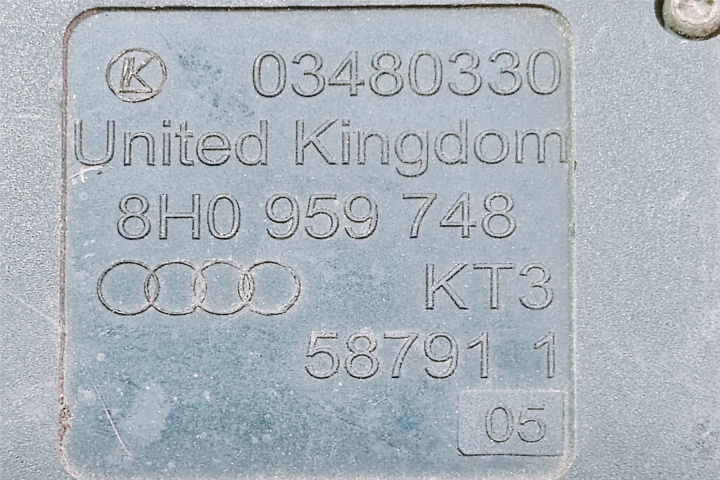 K 03480330
United Kingdom
8H0 959 748
KT3
58791 1
05